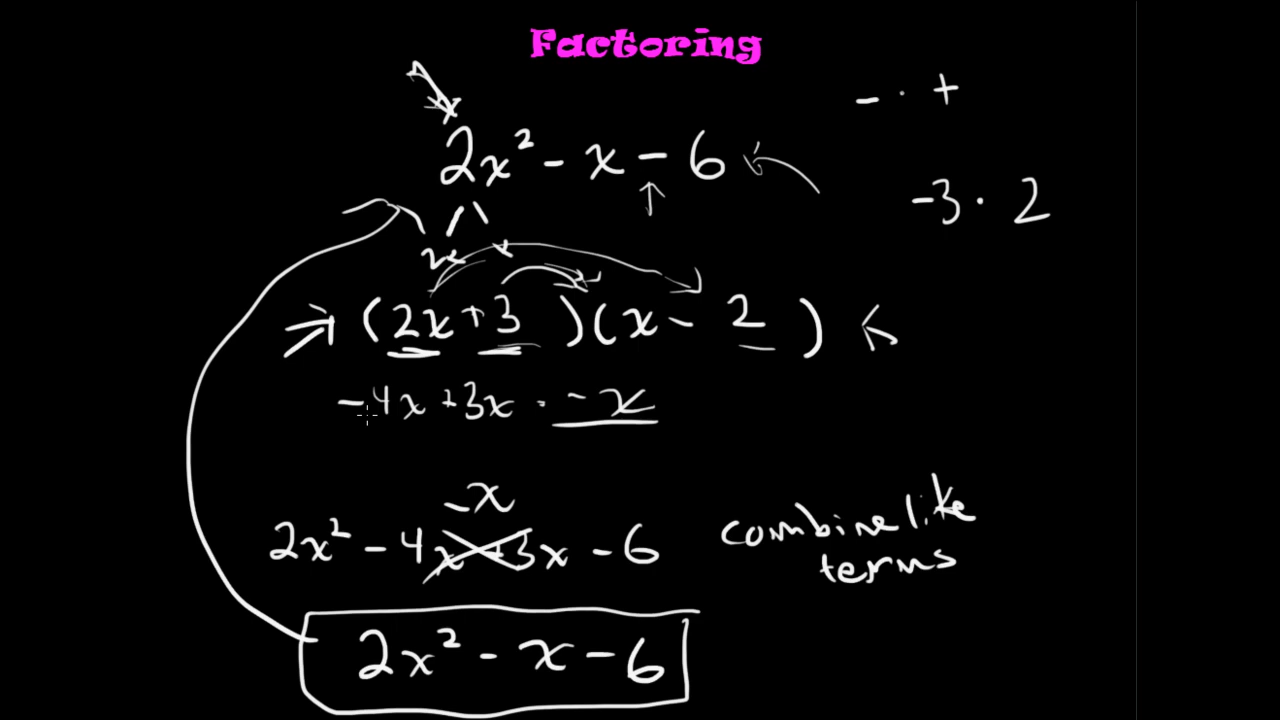 Factoring
- · +
2x² - x - 6
-3 · 2
2x x
(2x + 3 )(x - 2 )
-4x + 3x = -x
-x
2x² - 4x + 3x - 6
combine like
terms
2x² - x - 6